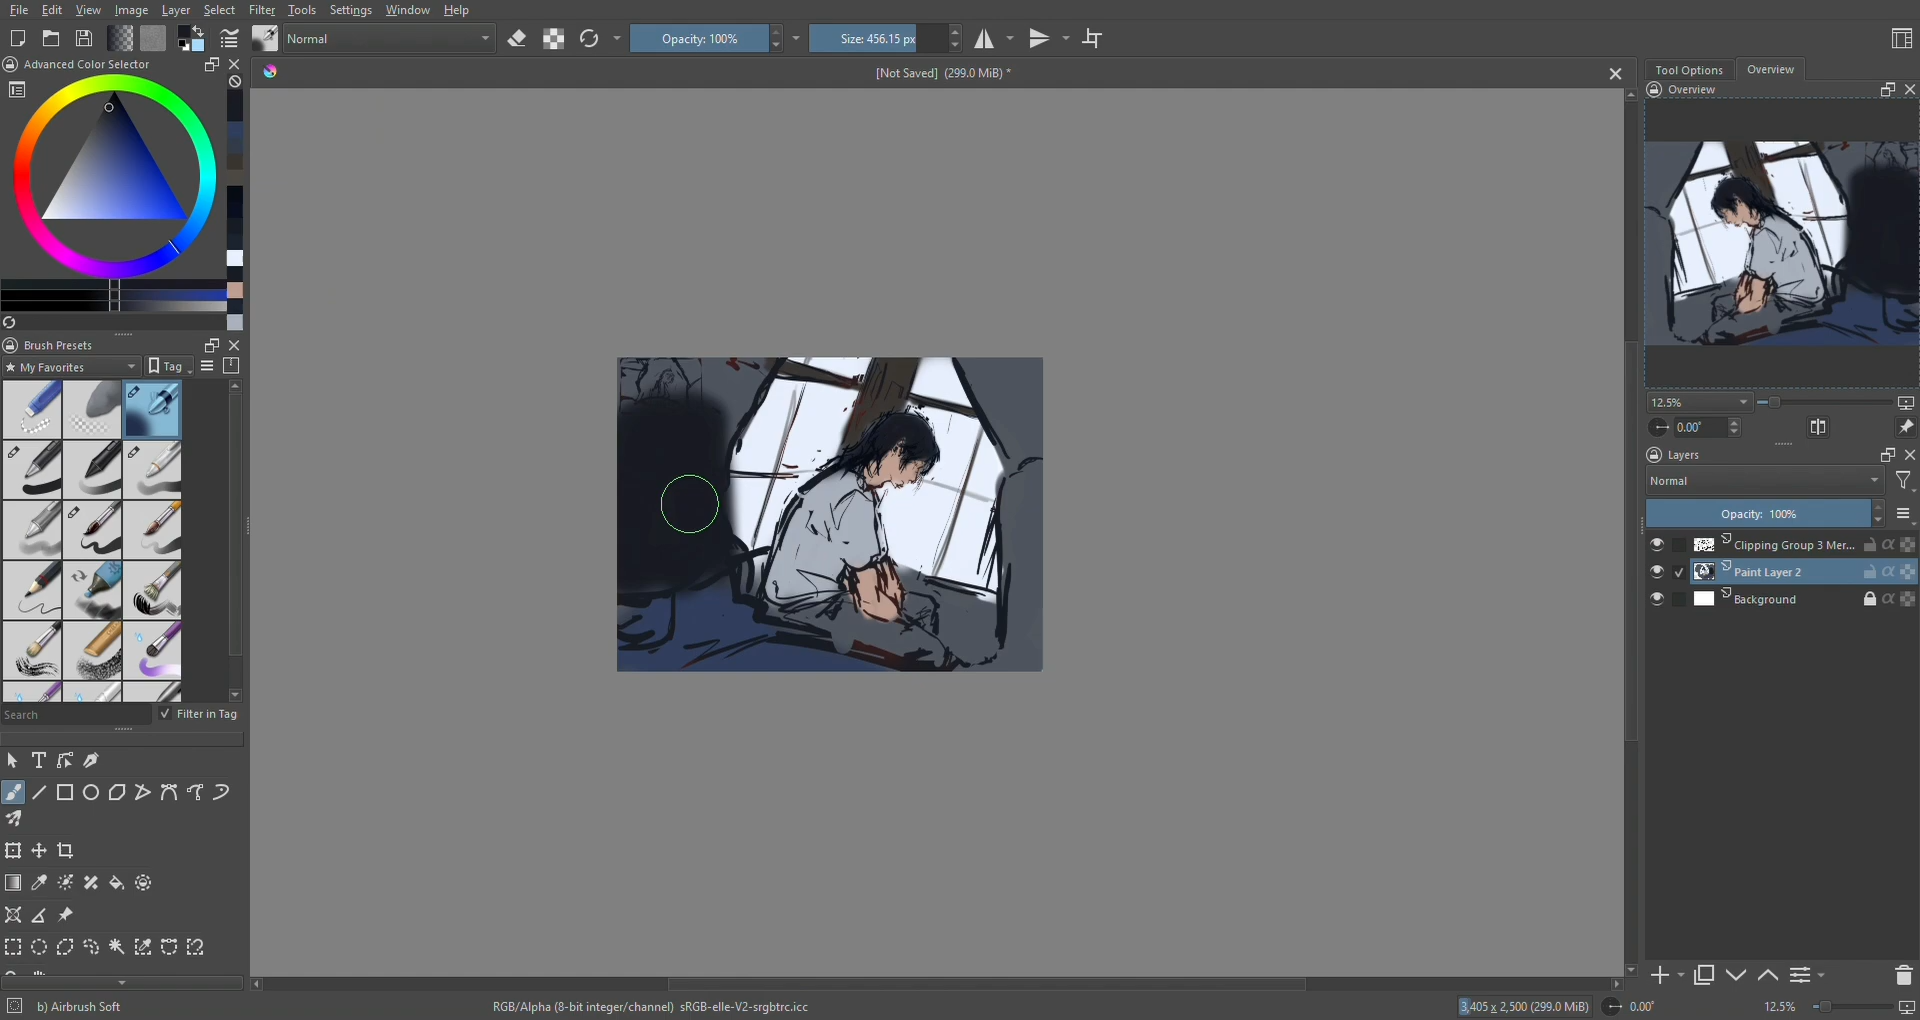 File Edit View Image Layer Select Filter Tools Settings Window Help
Normal
Opacity: 100%
Size: 456.15 px
Advanced Color Selector
[Not Saved] (299.0 MiB) *
Tool Options
Overview
Overview
12.5%
0.00°
Brush Presets
My Favorites
Tag
Search
Filter in Tag
Layers
Normal
Opacity: 100%
Clipping Group 3 Mer...
Paint Layer 2
Background
b) Airbrush Soft
RGB/Alpha (8-bit integer/channel) sRGB-elle-V2-srgbtrc.icc
3,405 x 2,500 (299.0 MiB)
0.00°
12.5%